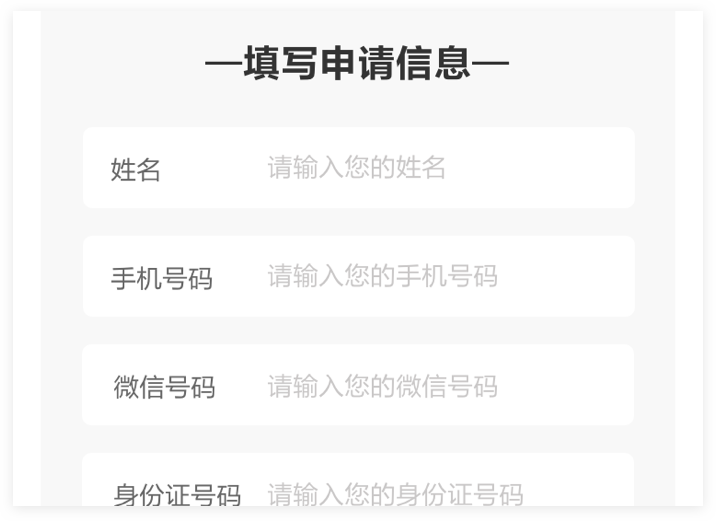 —填写申请信息—
姓名 请输入您的姓名
手机号码 请输入您的手机号码
微信号码 请输入您的微信号码
身份证号码 请输入您的身份证号码